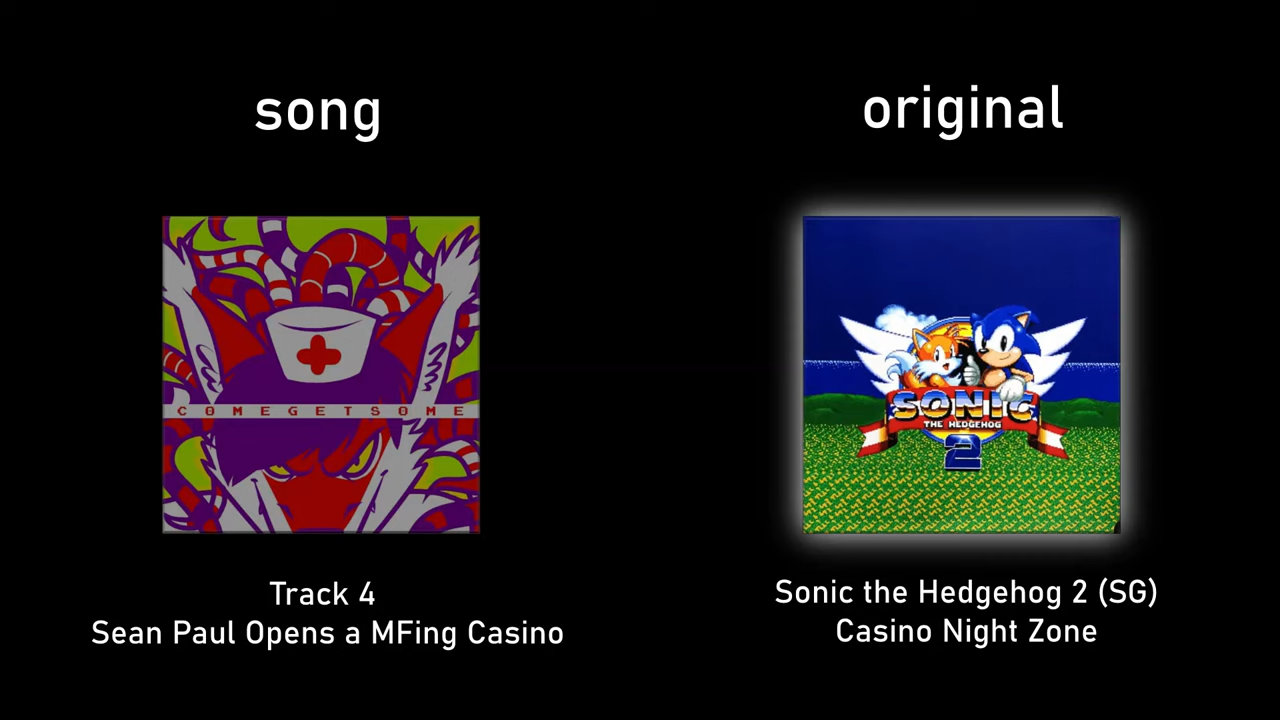 song
original
COMEGETSOME
SONIC
THE HEDGEHOG
2
Track 4
Sean Paul Opens a MFing Casino
Sonic the Hedgehog 2 (SG)
Casino Night Zone